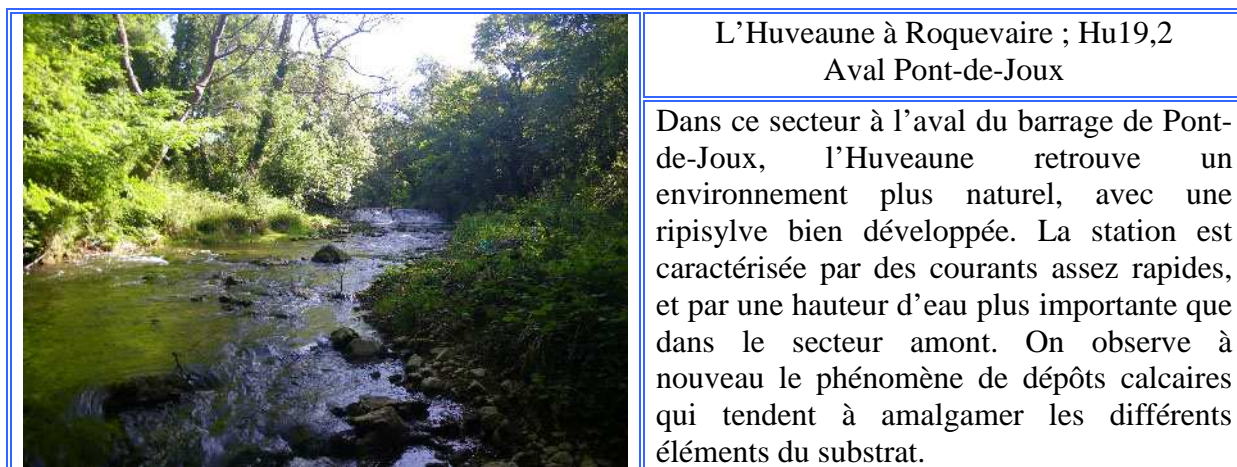 L’Huveaune à Roquevaire ; Hu19,2
Aval Pont-de-Joux
Dans ce secteur à l’aval du barrage de Pont-
de-Joux, l’Huveaune retrouve un
environnement plus naturel, avec une
ripisylve bien développée. La station est
caractérisée par des courants assez rapides,
et par une hauteur d’eau plus importante que
dans le secteur amont. On observe à
nouveau le phénomène de dépôts calcaires
qui tendent à amalgamer les différents
éléments du substrat.